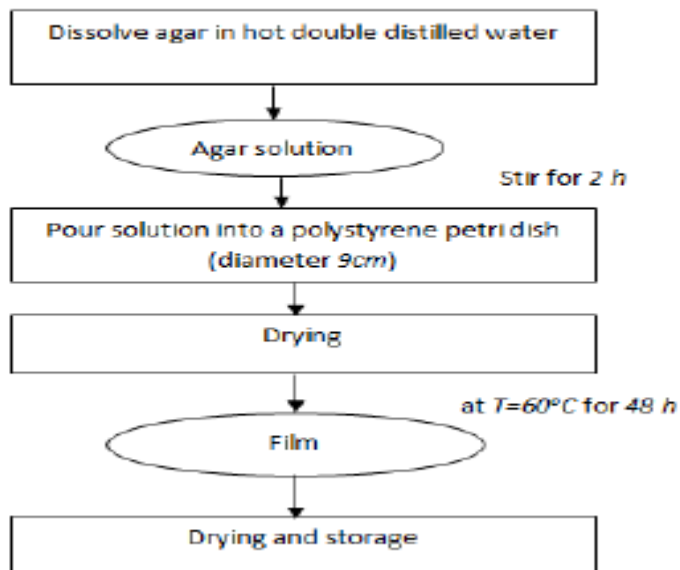 Dissolve agar in hot double distilled water
Agar solution
Stir for 2 h
Pour solution into a polystyrene petri dish
(diameter 9cm)
Drying
at T=60°C for 48 h
Film
Drying and storage